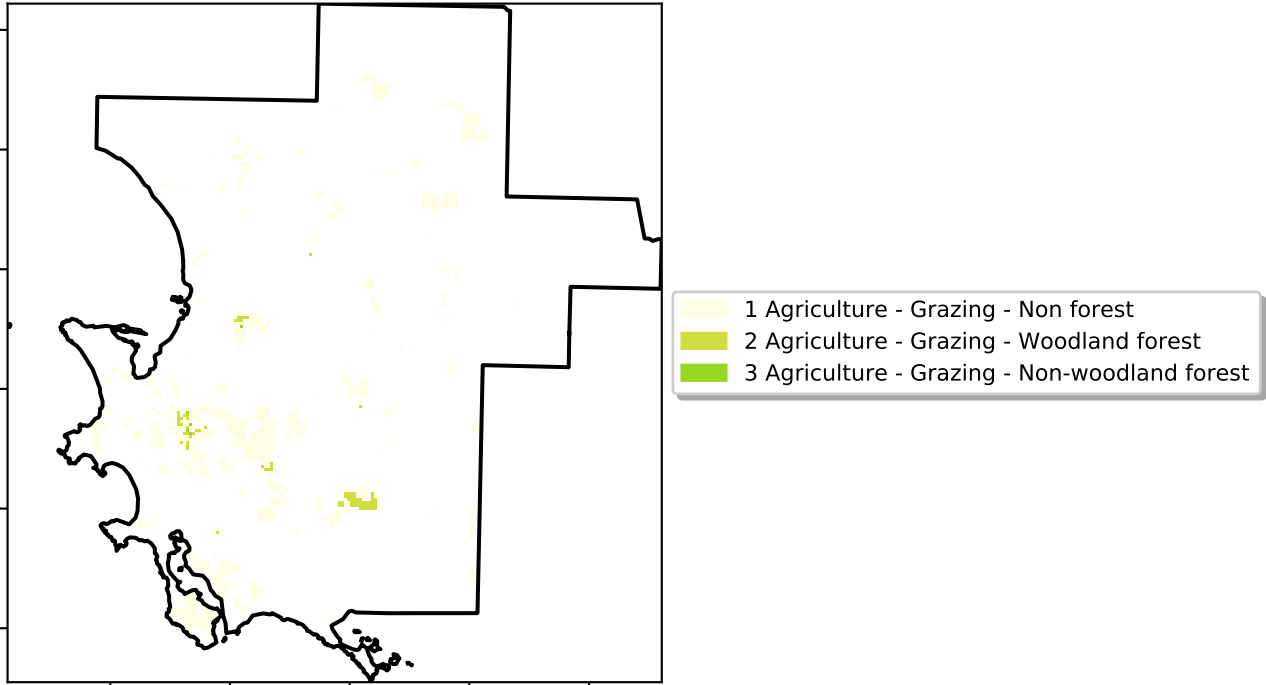 1 Agriculture - Grazing - Non forest
2 Agriculture - Grazing - Woodland forest
3 Agriculture - Grazing - Non-woodland forest